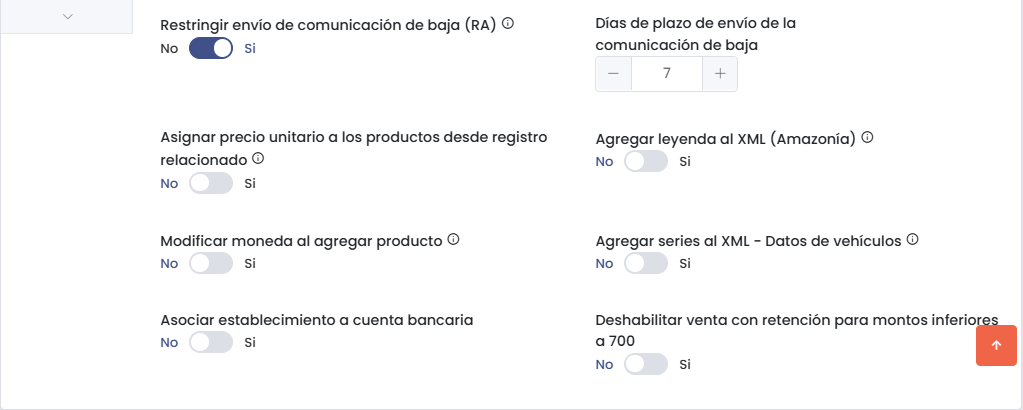 Restringir envío de comunicación de baja (RA)
No Si
Días de plazo de envío de la
comunicación de baja
7
Asignar precio unitario a los productos desde registro
relacionado
No Si
Agregar leyenda al XML (Amazonía)
No Si
Modificar moneda al agregar producto
No Si
Agregar series al XML - Datos de vehículos
No Si
Asociar establecimiento a cuenta bancaria
No Si
Deshabilitar venta con retención para montos inferiores
a 700
No Si